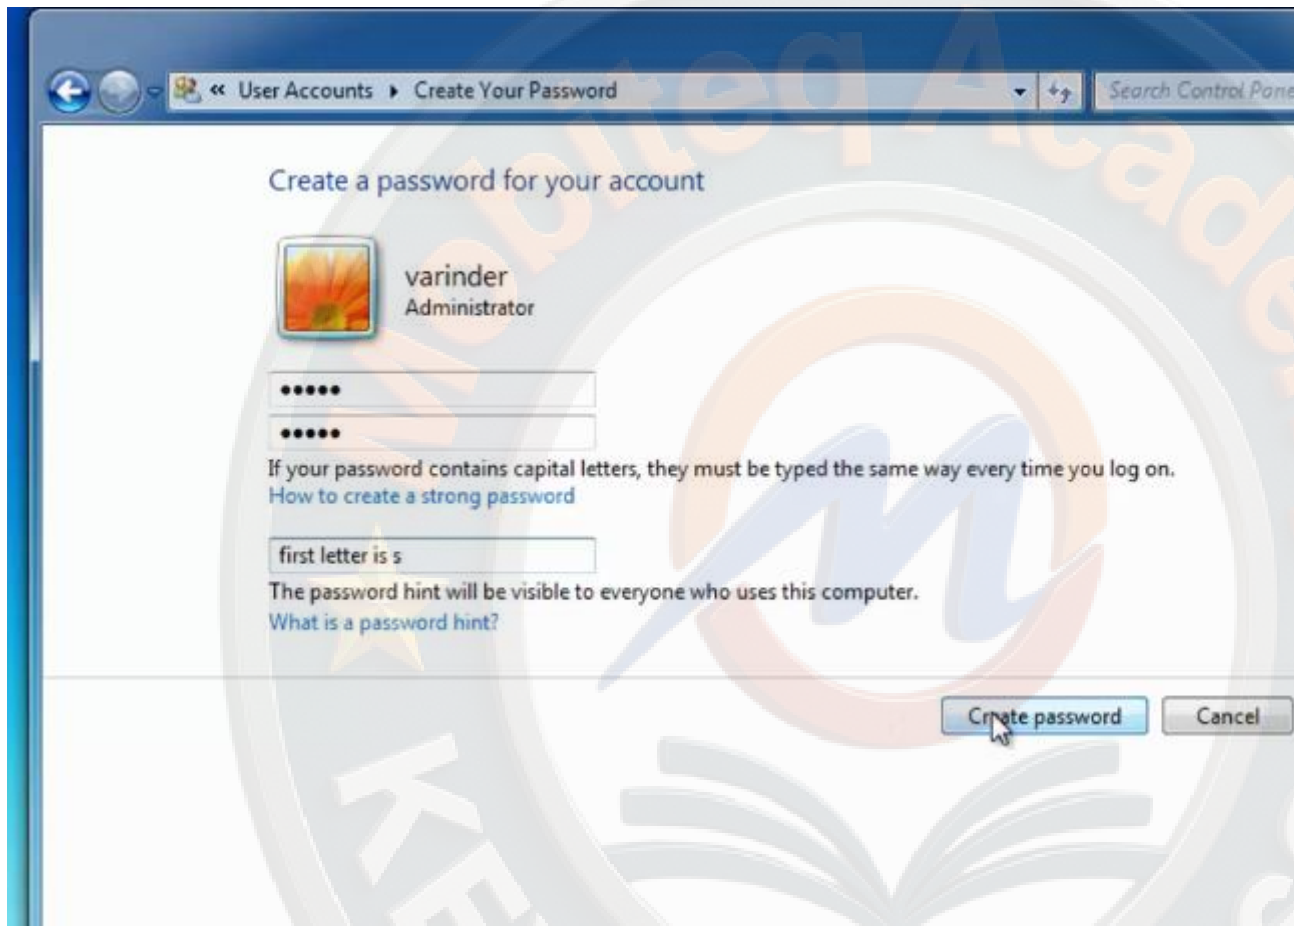 « User Accounts ▸ Create Your Password
Search Control Pane
Create a password for your account
varinder
Administrator
•••••
•••••
If your password contains capital letters, they must be typed the same way every time you log on.
How to create a strong password
first letter is s
The password hint will be visible to everyone who uses this computer.
What is a password hint?
Create password Cancel
Mobiteq Acade